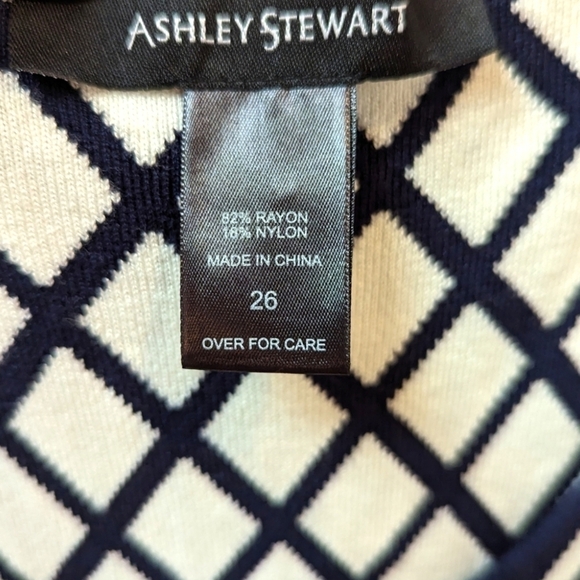 ASHLEY STEWART
82% RAYON
18% NYLON
MADE IN CHINA
26
OVER FOR CARE